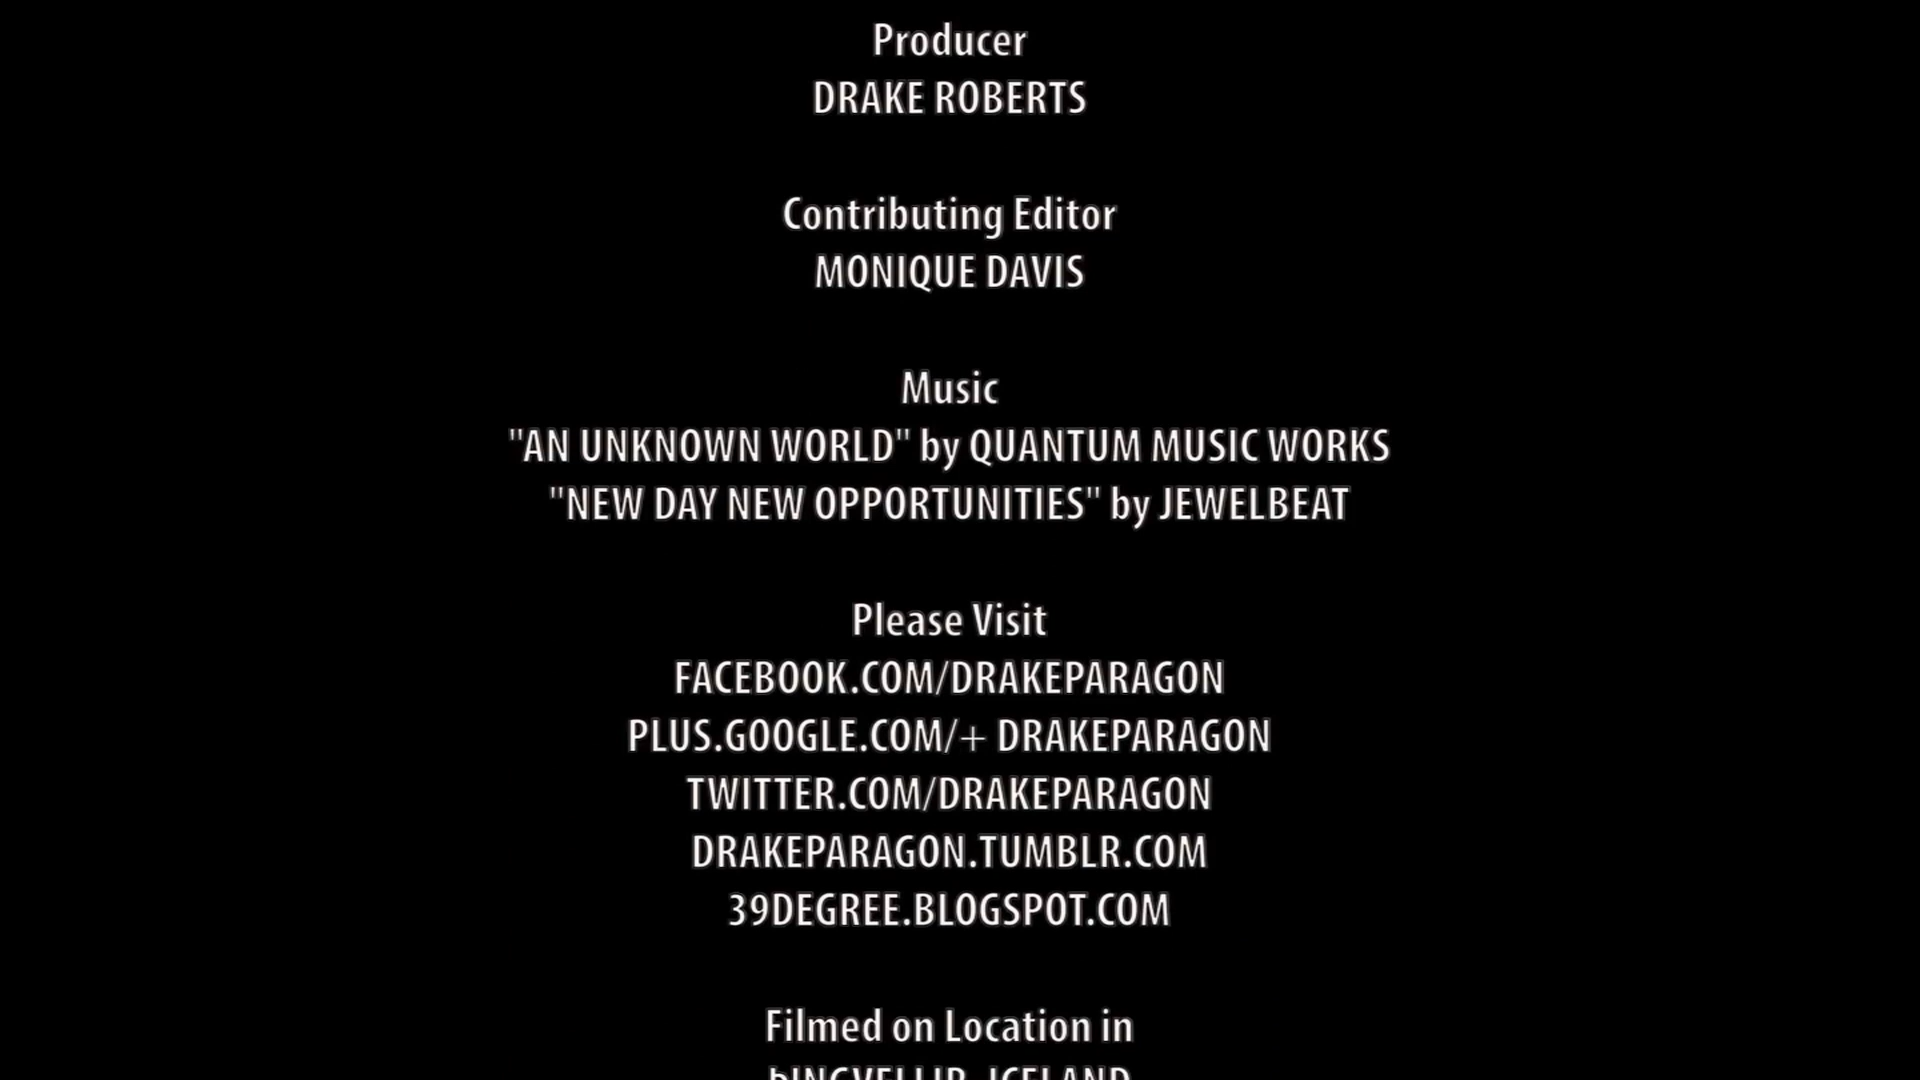 Producer
DRAKE ROBERTS
Contributing Editor
MONIQUE DAVIS
Music
"AN UNKNOWN WORLD" by QUANTUM MUSIC WORKS
"NEW DAY NEW OPPORTUNITIES" by JEWELBEAT
Please Visit
FACEBOOK.COM/DRAKEPARAGON
PLUS.GOOGLE.COM/+ DRAKEPARAGON
TWITTER.COM/DRAKEPARAGON
DRAKEPARAGON.TUMBLR.COM
39DEGREE.BLOGSPOT.COM
Filmed on Location in
ÞINGVELLIR, ICELAND